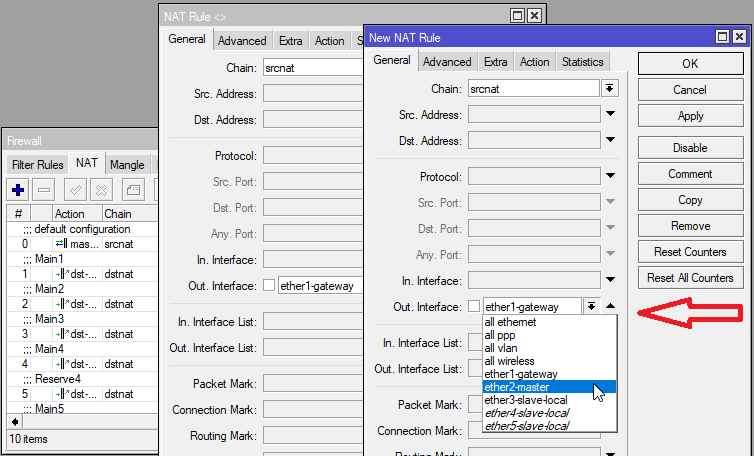 NAT Rule <>
General Advanced Extra Action S
Chain: srcnat
Src. Address:
Dst. Address:
Protocol:
Src. Port:
Dst. Port:
Any. Port:
In. Interface:
Out. Interface: ether1-gateway
In. Interface List:
Out. Interface List:
Packet Mark:
Connection Mark:
Routing Mark:
New NAT Rule
General Advanced Extra Action Statistics
Chain: srcnat
Src. Address:
Dst. Address:
Protocol:
Src. Port:
Dst. Port:
Any. Port:
In. Interface:
Out. Interface: ether1-gateway
all ethernet
all ppp
all vlan
all wireless
ether1-gateway
ether2-master
ether3-slave-local
ether4-slave-local
ether5-slave-local
In. Interface List:
Out. Interface List:
Packet Mark:
Connection Mark:
Routing Mark:
OK
Cancel
Apply
Disable
Comment
Copy
Remove
Reset Counters
Reset All Counters
Firewall
Filter Rules NAT Mangle
# Action Chain
;;; default configuration
0 mas... srcnat
;;; Main1
1 dst-... dstnat
;;; Main2
2 dst-... dstnat
;;; Main3
3 dst-... dstnat
;;; Main4
4 dst-... dstnat
;;; Reserve4
5 dst-... dstnat
;;; Main5
10 items